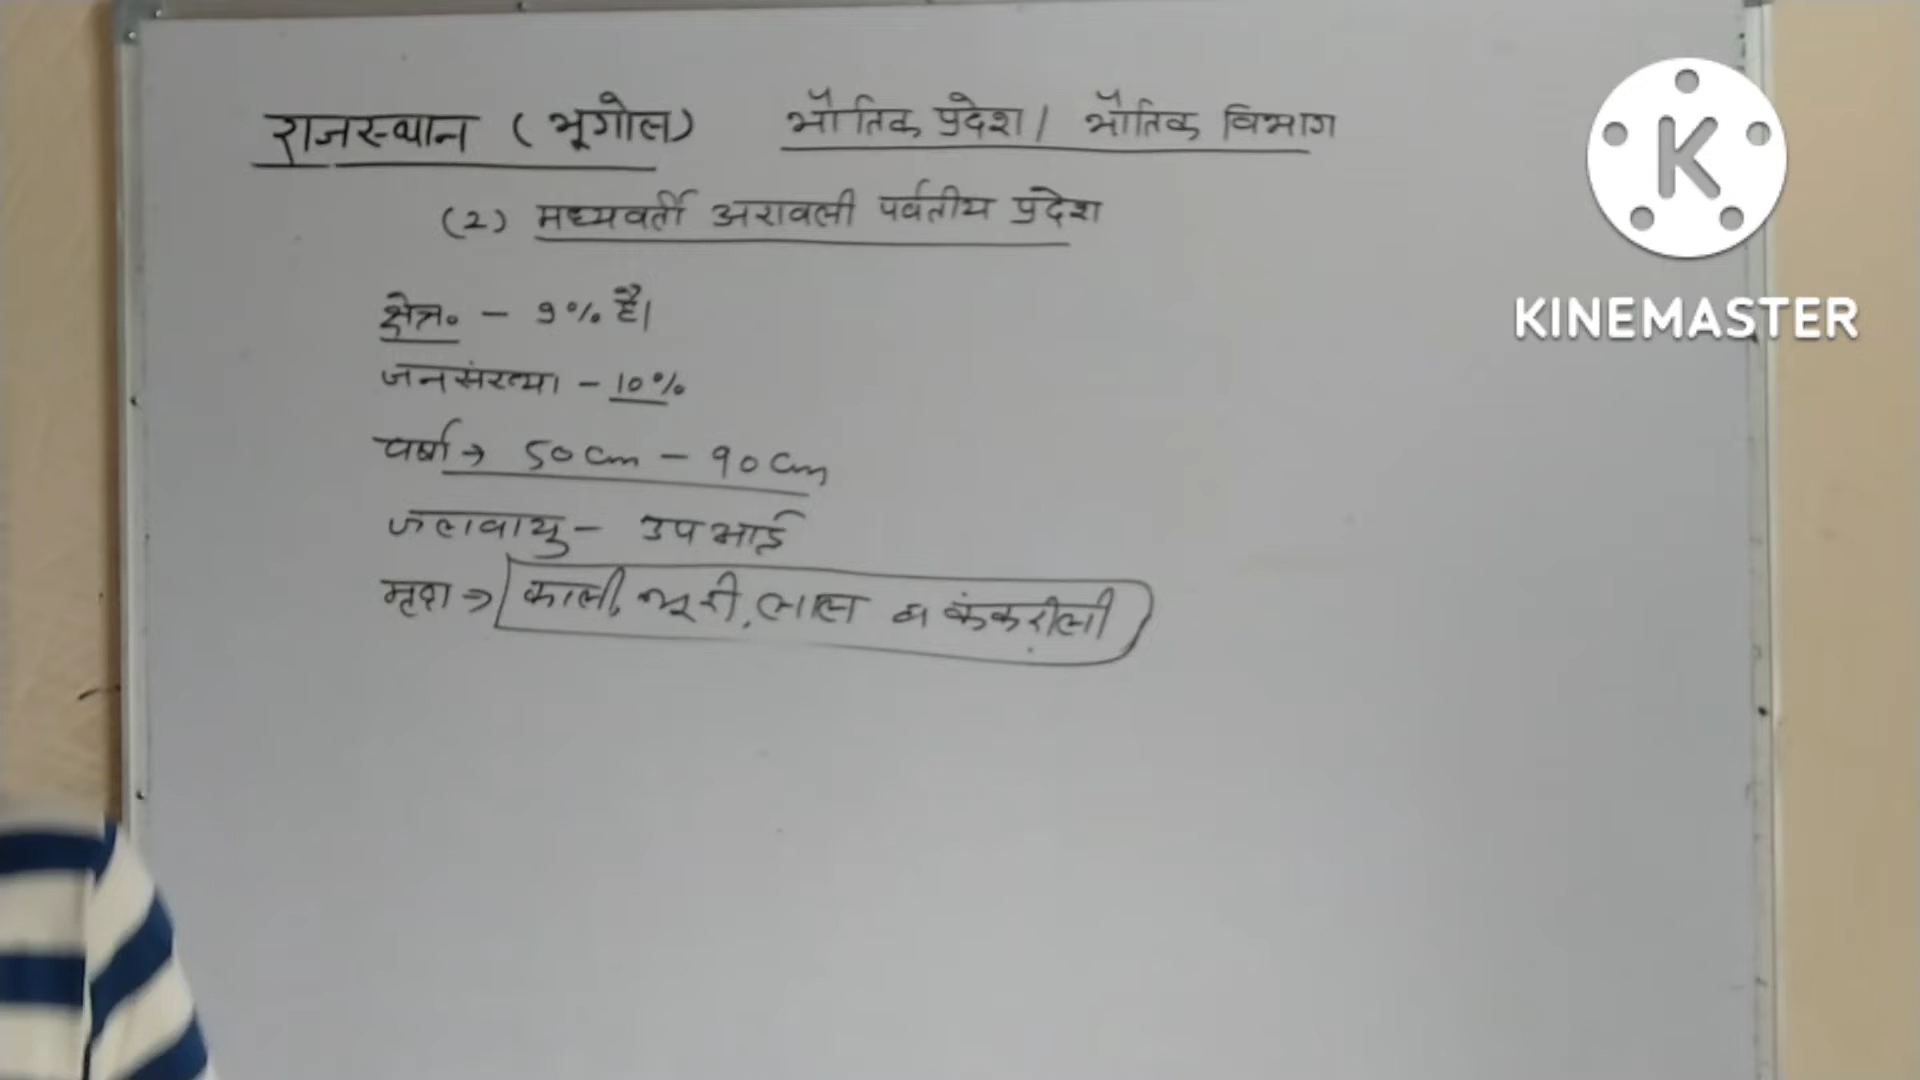 राजस्थान (भूगोल) भौतिक प्रदेश / भौतिक विभाग
(2) मध्यवर्ती अरावली पर्वतीय प्रदेश
क्षेत्र॰ - 9% है।
जनसंख्या - 10%
वर्षा → 50 cm - 90 cm
जलवायु - उपआर्द्र
मृदा → काली, भूरी, लाल व कंकरीली
K
KINEMASTER